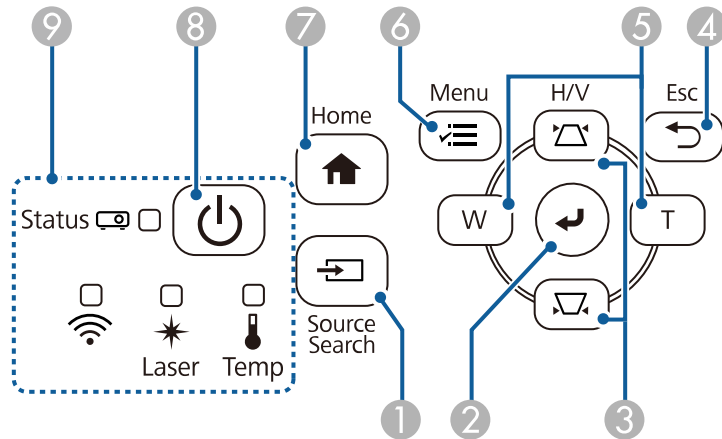 9 8 7 6 5 4
Menu H/V Esc
Home
Status W T
Source
Search
Laser Temp
1 2 3